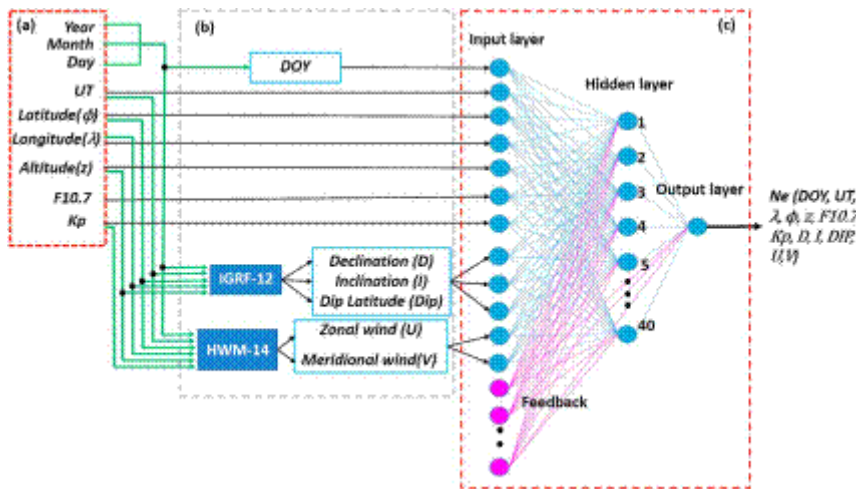 (a)
Year
Month
Day
UT
Latitude(ϕ)
Longitude(λ)
Altitude(z)
F10.7
Kp
(b)
DOY
IGRF-12
Declination (D)
Inclination (I)
Dip Latitude (Dip)
HWM-14
Zonal wind (U)
Meridional wind(V)
(c)
Input layer
Hidden layer
1
2
3
4
5
40
Feedback
Output layer
Ne (DOY, UT,
λ, ϕ, z, F10.7
Kp, D, I, DIP,
U,V)